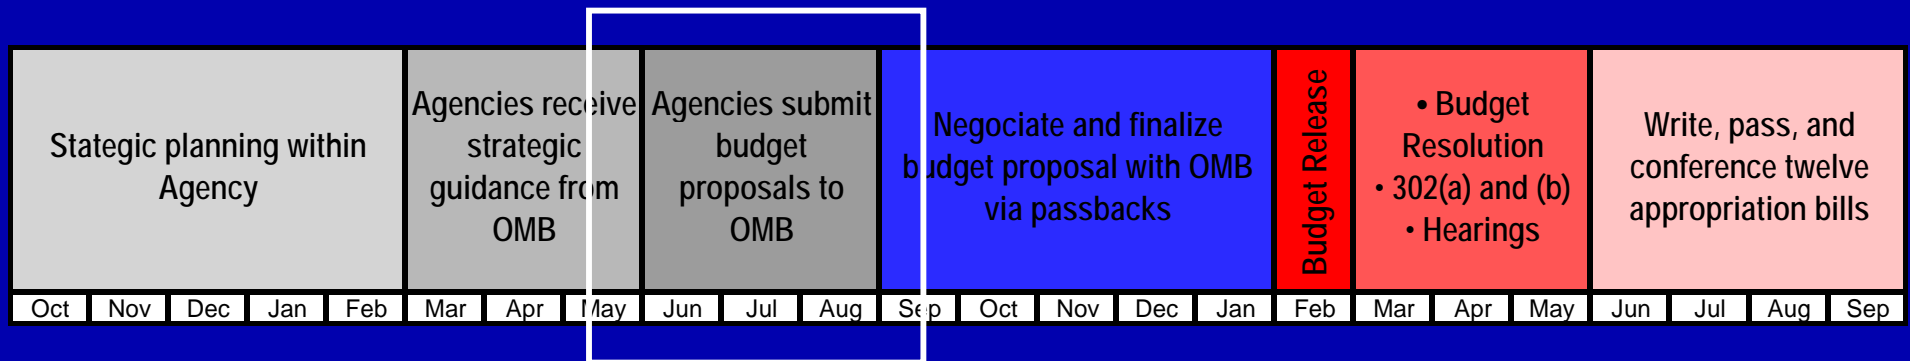 Stategic planning within
Agency
Agencies receive
strategic
guidance from
OMB
Agencies submit
budget
proposals to
OMB
Negociate and finalize
budget proposal with OMB
via passbacks
Budget Release
• Budget
Resolution
• 302(a) and (b)
• Hearings
Write, pass, and
conference twelve
appropriation bills
Oct Nov Dec Jan Feb Mar Apr May Jun Jul Aug Sep Oct Nov Dec Jan Feb Mar Apr May Jun Jul Aug Sep